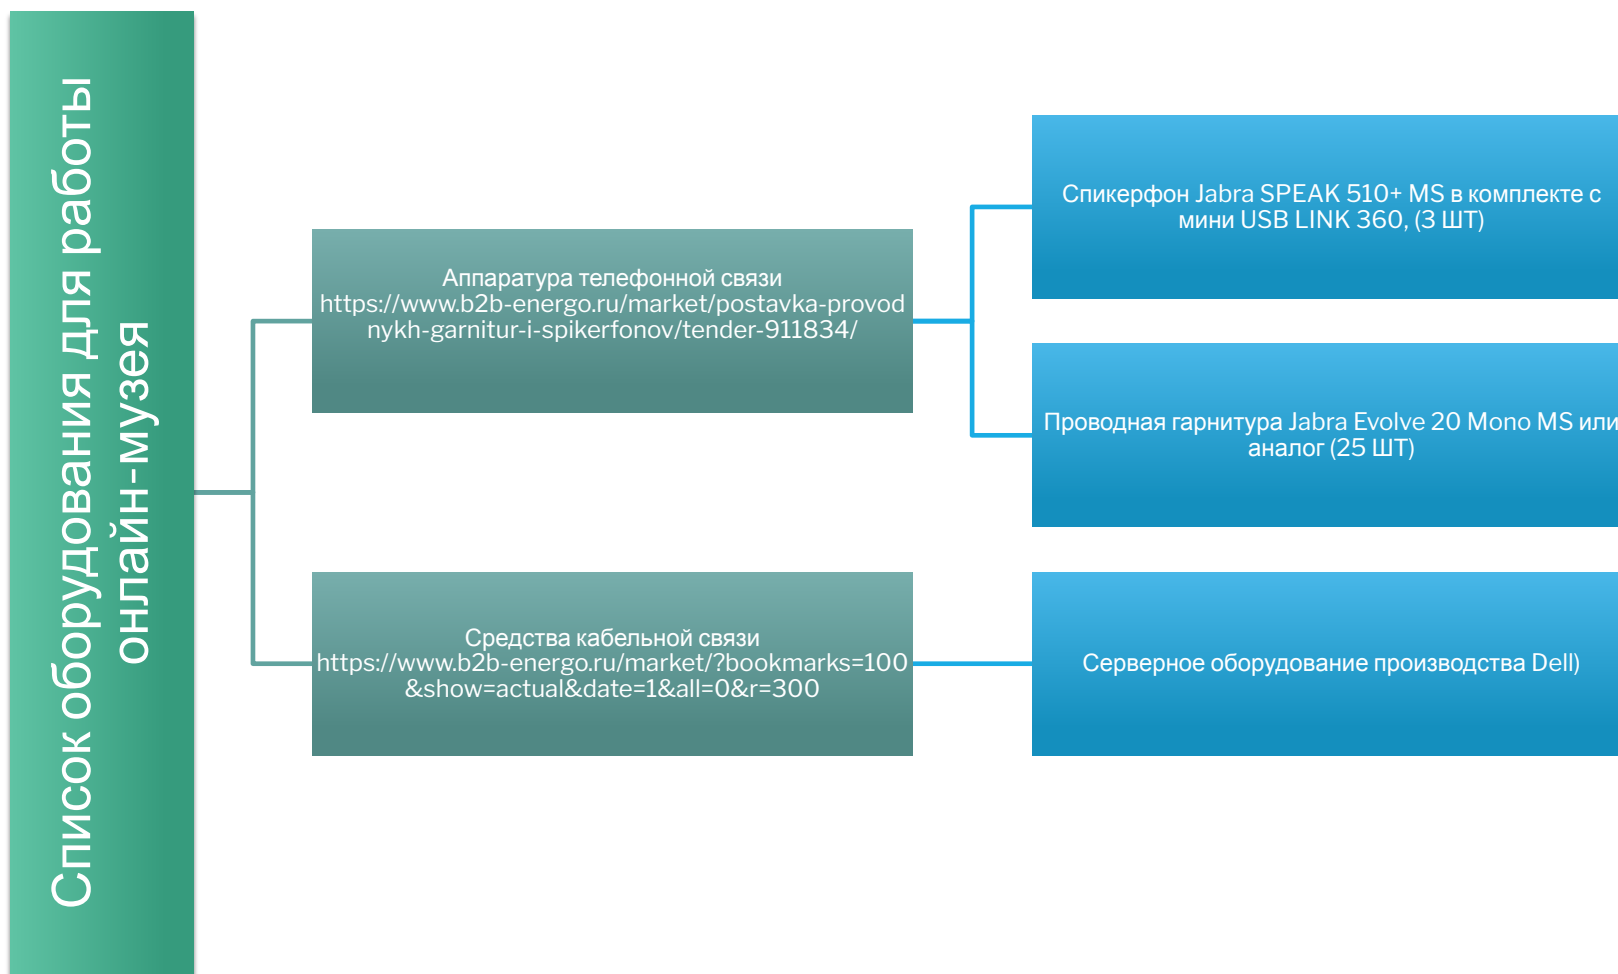 Список оборудования для работы
онлайн-музея
Аппаратура телефонной связи
https://www.b2b-energo.ru/market/postavka-provod
nykh-garnitur-i-spikerfonov/tender-911834/
Спикерфон Jabra SPEAK 510+ MS в комплекте с
мини USB LINK 360, (3 ШТ)
Проводная гарнитура Jabra Evolve 20 Mono MS или
аналог (25 ШТ)
Средства кабельной связи
https://www.b2b-energo.ru/market/?bookmarks=100
&show=actual&date=1&all=0&r=300
Серверное оборудование производства Dell)